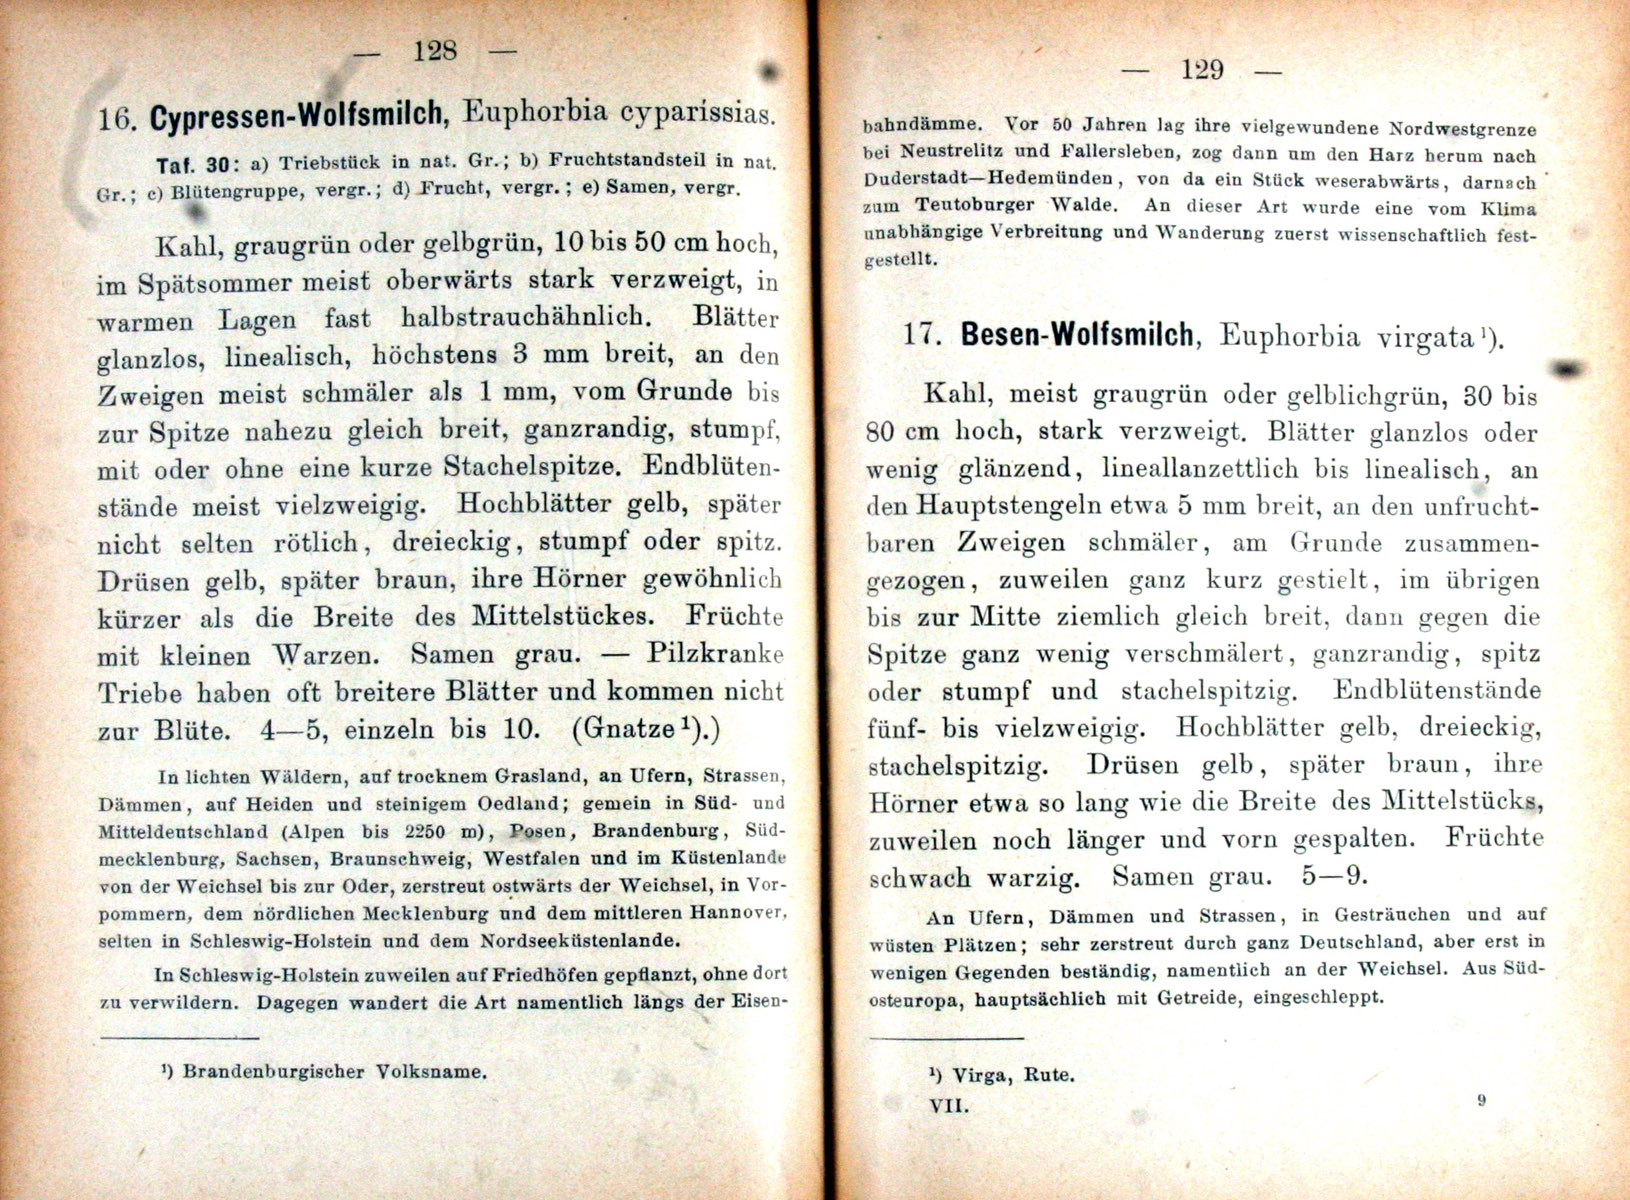 — 128 —
16. Cypressen-Wolfsmilch, Euphorbia cyparíssias.
Taf. 30: a) Triebstück in nat. Gr.; b) Fruchtstandsteil in nat.
Gr.; c) Blütengruppe, vergr.; d) Frucht, vergr.; e) Samen, vergr.
Kahl, graugrün oder gelbgrün, 10 bis 50 cm hoch,
im Spätsommer meist oberwärts stark verzweigt, in
warmen Lagen fast halbstrauchähnlich. Blätter
glanzlos, linealisch, höchstens 3 mm breit, an den
Zweigen meist schmäler als 1 mm, vom Grunde bis
zur Spitze nahezu gleich breit, ganzrandig, stumpf,
mit oder ohne eine kurze Stachelspitze. Endblüten-
stände meist vielzweigig. Hochblätter gelb, später
nicht selten rötlich, dreieckig, stumpf oder spitz.
Drüsen gelb, später braun, ihre Hörner gewöhnlich
kürzer als die Breite des Mittelstückes. Früchte
mit kleinen Warzen. Samen grau. — Pilzkranke
Triebe haben oft breitere Blätter und kommen nicht
zur Blüte. 4—5, einzeln bis 10. (Gnatze¹).)
In lichten Wäldern, auf trocknem Grasland, an Ufern, Strassen,
Dämmen, auf Heiden und steinigem Oedland; gemein in Süd- und
Mitteldeutschland (Alpen bis 2250 m), Posen, Brandenburg, Süd-
mecklenburg, Sachsen, Braunschweig, Westfalen und im Küstenlande
von der Weichsel bis zur Oder, zerstreut ostwärts der Weichsel, in Vor-
pommern, dem nördlichen Mecklenburg und dem mittleren Hannover,
selten in Schleswig-Holstein und dem Nordseeküstenlande.
In Schleswig-Holstein zuweilen auf Friedhöfen gepflanzt, ohne dort
zu verwildern. Dagegen wandert die Art namentlich längs der Eisen-
¹) Brandenburgischer Volksname.
— 129 —
bahndämme. Vor 50 Jahren lag ihre vielgewundene Nordwestgrenze
bei Neustrelitz und Fallersleben, zog dann um den Harz herum nach
Duderstadt—Hedemünden, von da ein Stück weserabwärts, darnach
zum Teutoburger Walde. An dieser Art wurde eine vom Klima
unabhängige Verbreitung und Wanderung zuerst wissenschaftlich fest-
gestellt.
17. Besen-Wolfsmilch, Euphorbia virgata¹).
Kahl, meist graugrün oder gelblichgrün, 30 bis
80 cm hoch, stark verzweigt. Blätter glanzlos oder
wenig glänzend, lineallanzettlich bis linealisch, an
den Hauptstengeln etwa 5 mm breit, an den unfrucht-
baren Zweigen schmäler, am Grunde zusammen-
gezogen, zuweilen ganz kurz gestielt, im übrigen
bis zur Mitte ziemlich gleich breit, dann gegen die
Spitze ganz wenig verschmälert, ganzrandig, spitz
oder stumpf und stachelspitzig. Endblütenstände
fünf- bis vielzweigig. Hochblätter gelb, dreieckig,
stachelspitzig. Drüsen gelb, später braun, ihre
Hörner etwa so lang wie die Breite des Mittelstücks,
zuweilen noch länger und vorn gespalten. Früchte
schwach warzig. Samen grau. 5—9.
An Ufern, Dämmen und Strassen, in Gesträuchen und auf
wüsten Plätzen; sehr zerstreut durch ganz Deutschland, aber erst in
wenigen Gegenden beständig, namentlich an der Weichsel. Aus Süd-
osteuropa, hauptsächlich mit Getreide, eingeschleppt.
¹) Virga, Rute.
VII. 9